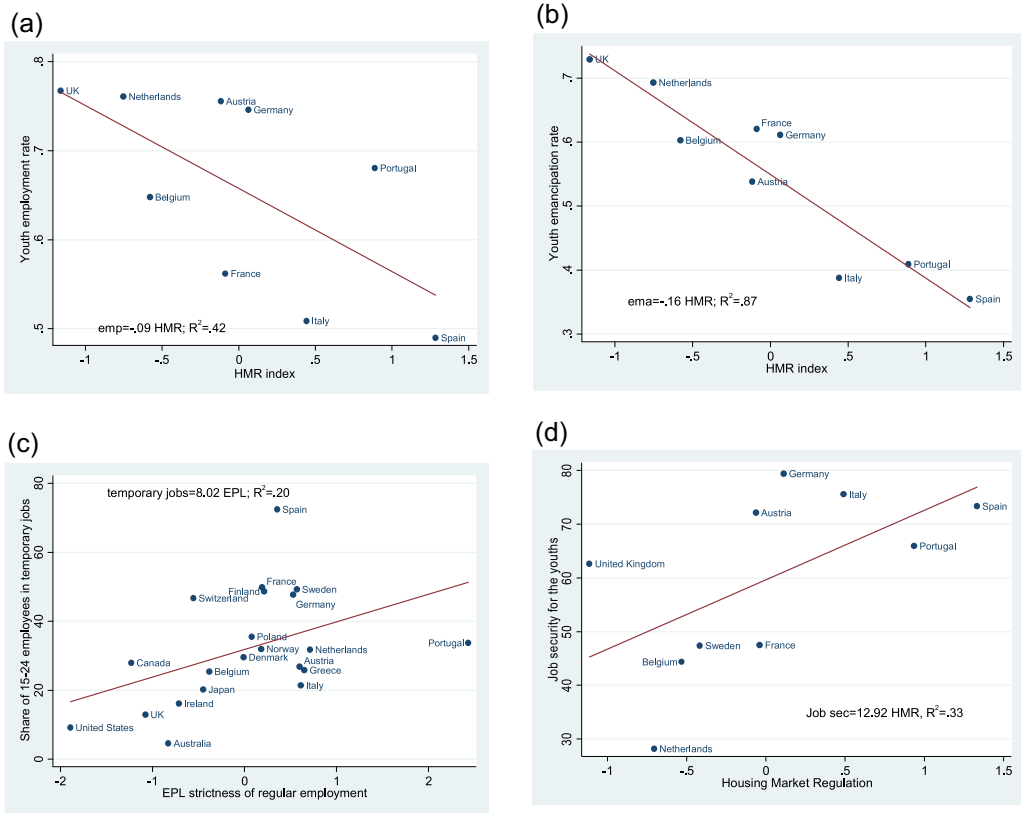 (a)
Youth employment rate
.8
.7
.6
.5
UK
Netherlands
Austria
Germany
Portugal
Belgium
France
Italy
Spain
emp=-.09 HMR; R²=.42
-1 -.5 0 .5 1 1.5
HMR index
(b)
Youth emancipation rate
.7
.6
.5
.4
.3
UK
Netherlands
France
Germany
Belgium
Austria
Portugal
Italy
Spain
ema=-.16 HMR; R²=.87
-1 -.5 0 .5 1 1.5
HMR index
(c)
Share of 15-24 employees in temporary jobs
80
60
40
20
0
temporary jobs=8.02 EPL; R²=.20
Spain
France
Finland
Sweden
Switzerland
Germany
Poland
Norway
Netherlands
Portugal
Denmark
Canada
Austria
Belgium
Greece
Japan
Italy
Ireland
UK
United States
Australia
-2 -1 0 1 2
EPL strictness of regular employment
(d)
Job security for the youths
80
70
60
50
40
30
Germany
Italy
Spain
Austria
Portugal
United Kingdom
Sweden
France
Belgium
Job sec=12.92 HMR, R²=.33
Netherlands
-1 -.5 0 .5 1 1.5
Housing Market Regulation